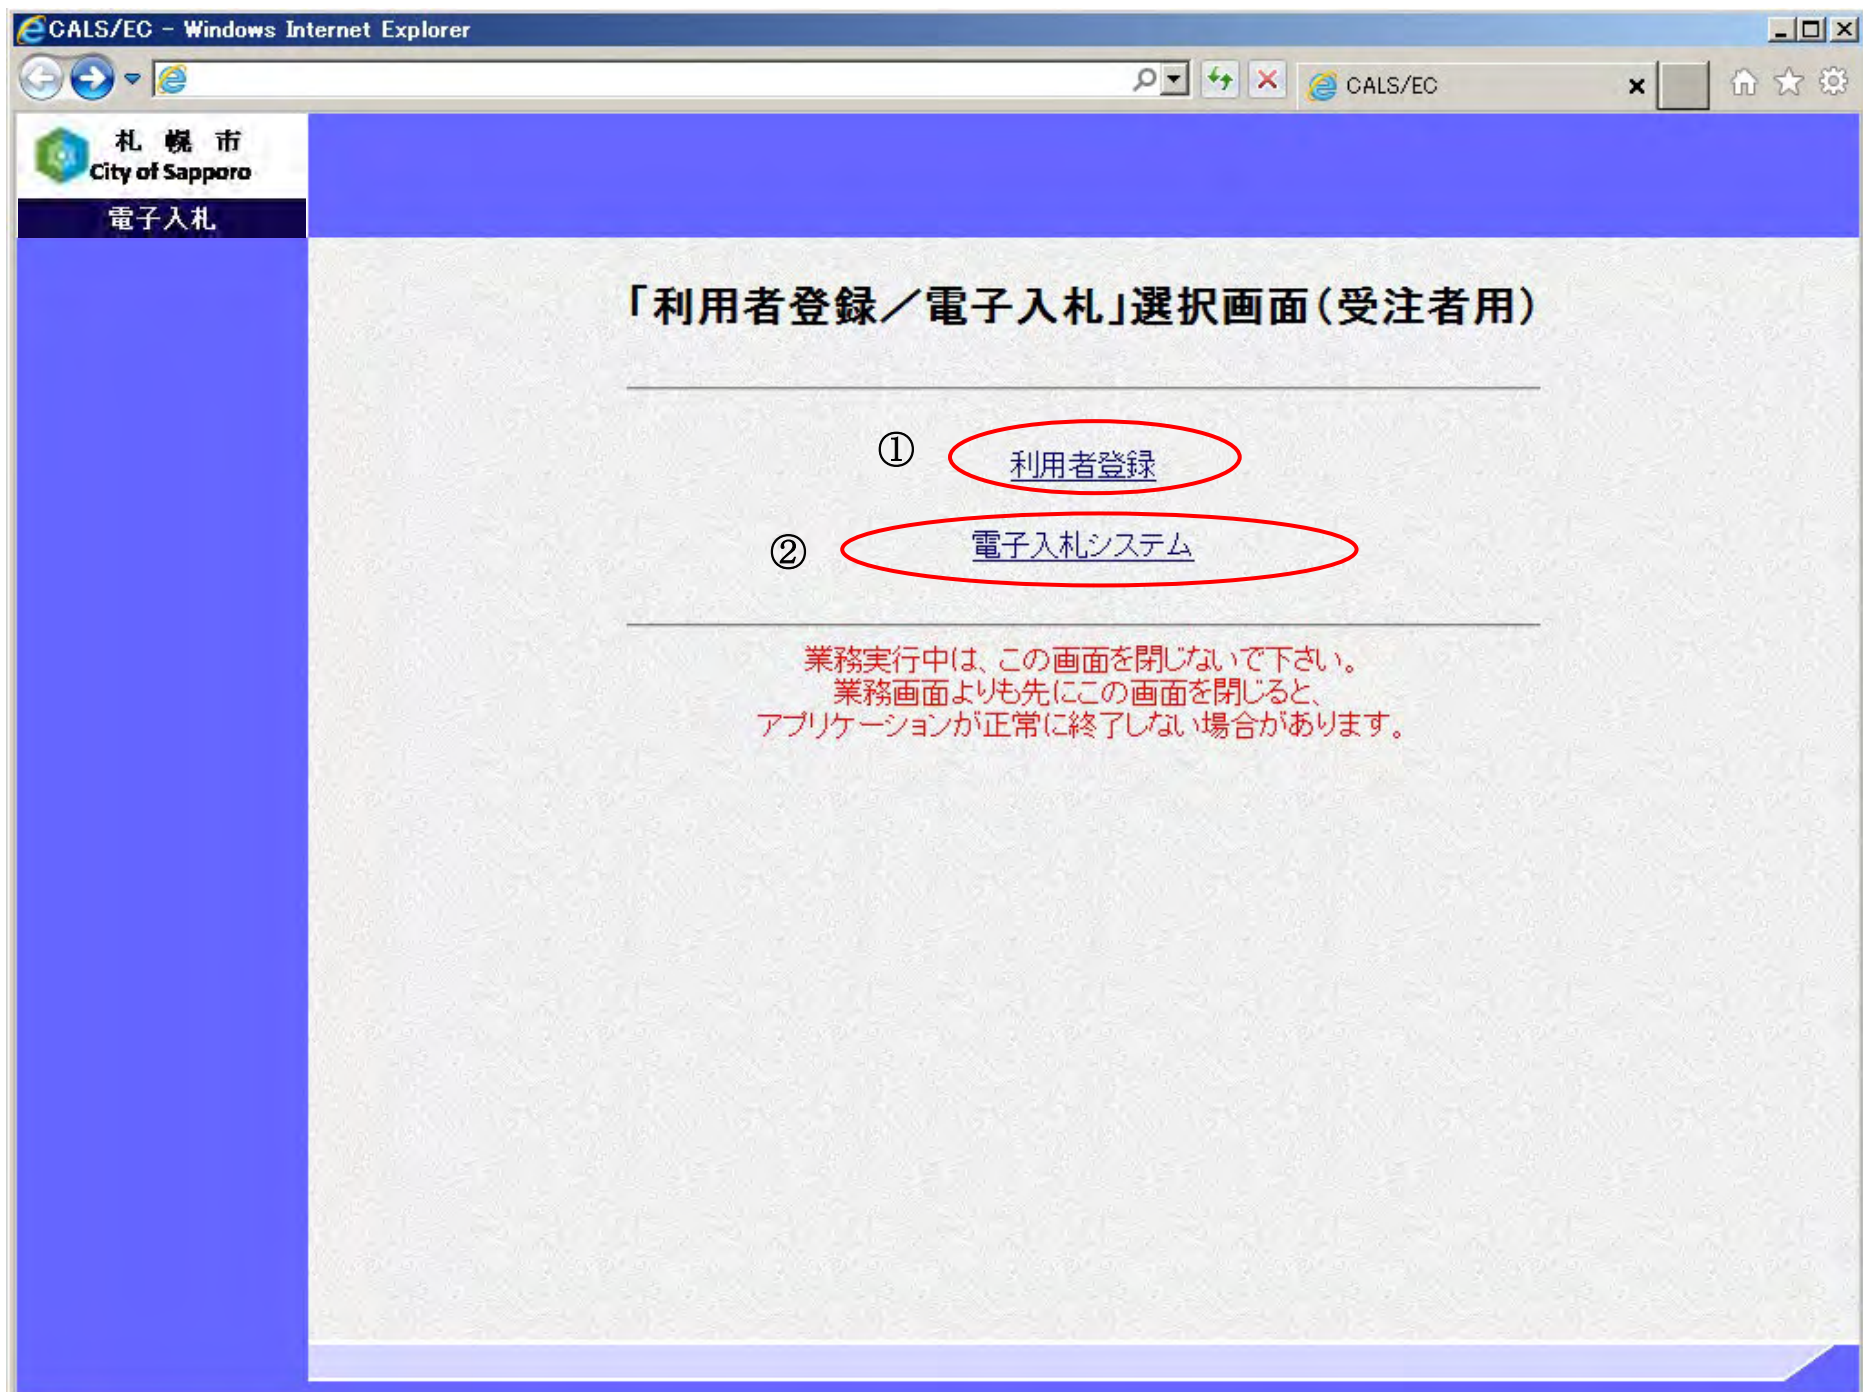 CALS/EC - Windows Internet Explorer
CALS/EC
札幌市
City of Sapporo
電子入札
「利用者登録／電子入札」選択画面(受注者用)
① 利用者登録
② 電子入札システム
業務実行中は、この画面を閉じないで下さい。
業務画面よりも先にこの画面を閉じると、
アプリケーションが正常に終了しない場合があります。